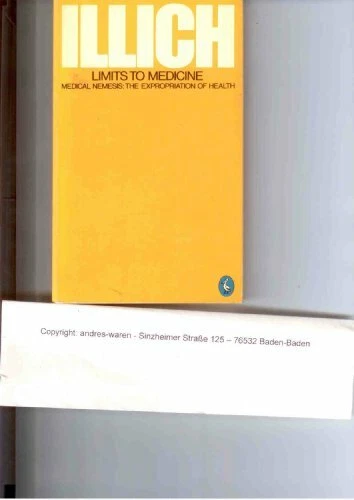 ILLICH
LIMITS TO MEDICINE
MEDICAL NEMESIS: THE EXPROPRIATION OF HEALTH
Copyright: andres-waren - Sinzheimer Straße 125 – 76532 Baden-Baden